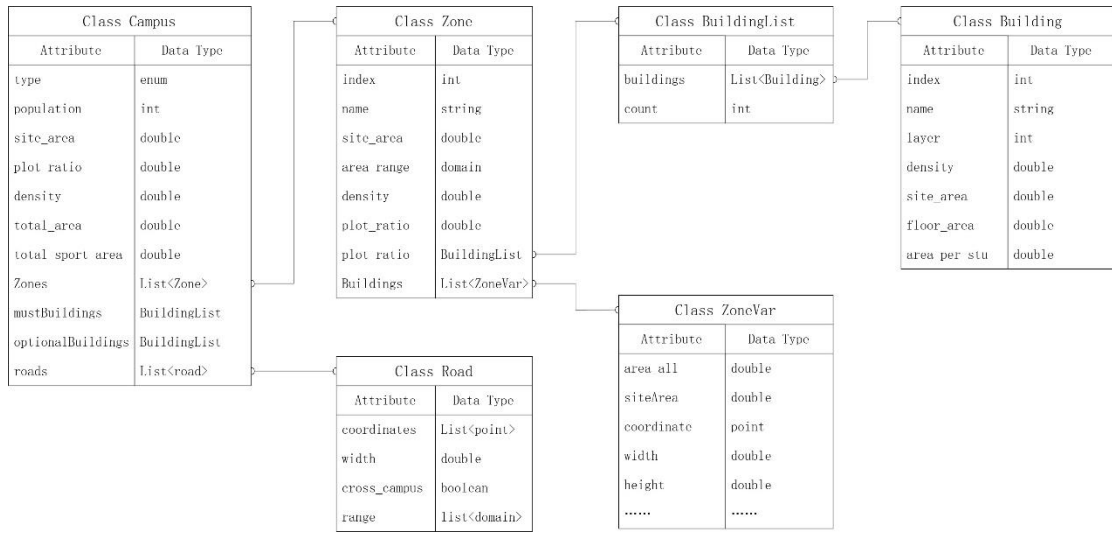 Class Campus
Attribute Data Type
type enum
population int
site_area double
plot ratio double
density double
total_area double
total sport area double
Zones List<Zone>
mustBuildings BuildingList
optionalBuildings BuildingList
roads List<road>
Class Zone
Attribute Data Type
index int
name string
site_area double
area range domain
density double
plot_ratio double
plot ratio BuildingList
Buildings List<ZoneVar>
Class Road
Attribute Data Type
coordinates List<point>
width double
cross_campus boolean
range list<domain>
Class BuildingList
Attribute Data Type
buildings List<Building>
count int
Class ZoneVar
Attribute Data Type
area all double
siteArea double
coordinate point
width double
height double
…… ……
Class Building
Attribute Data Type
index int
name string
layer int
density double
site_area double
floor_area double
area per stu double